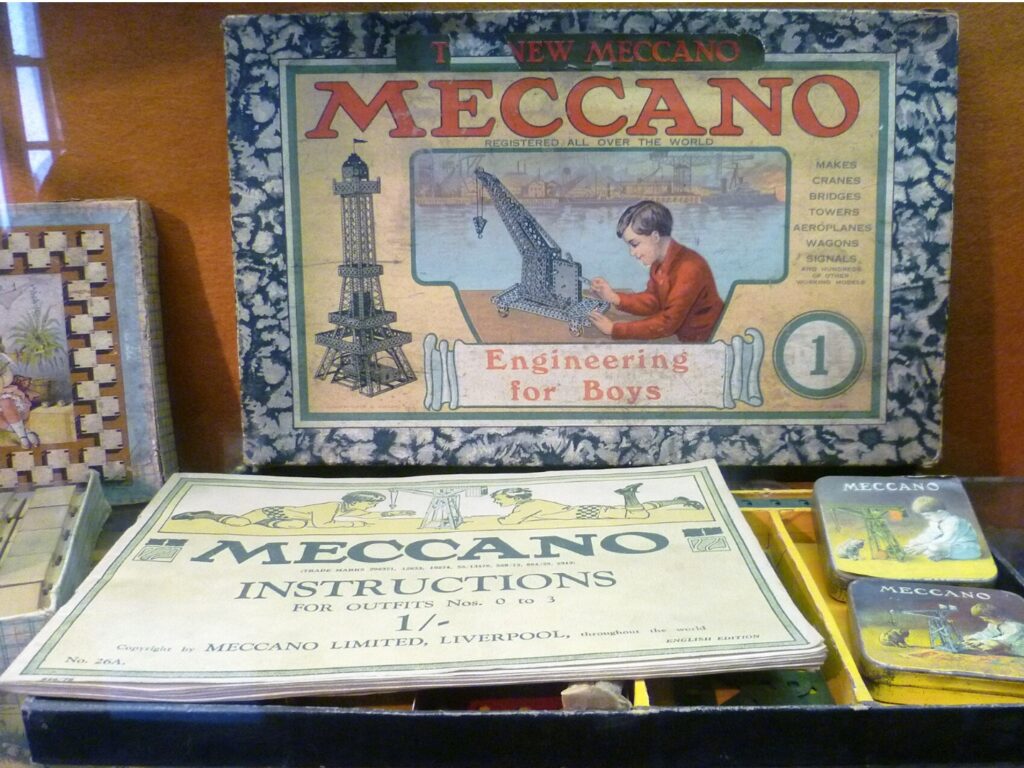 THE NEW MECCANO
MECCANO
REGISTERED ALL OVER THE WORLD
MAKES
CRANES
BRIDGES
TOWERS
AEROPLANES
WAGONS
SIGNALS,
AND HUNDREDS
OF OTHER
WORKING MODELS
1
Engineering
for Boys
MECCANO
INSTRUCTIONS
FOR OUTFITS Nos. 0 to 3
1/-
Copyright by MECCANO LIMITED, LIVERPOOL, throughout the world
No. 26A. ENGLISH EDITION
MECCANO
MECCANO